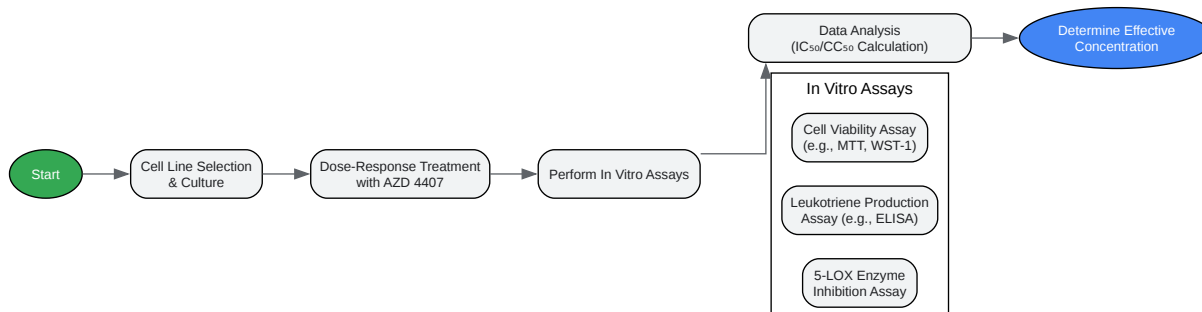 Start
Cell Line Selection
& Culture
Dose-Response Treatment
with AZD 4407
Perform In Vitro Assays
Data Analysis
(IC₅₀/CC₅₀ Calculation)
Determine Effective
Concentration
In Vitro Assays
Cell Viability Assay
(e.g., MTT, WST-1)
Leukotriene Production
Assay (e.g., ELISA)
5-LOX Enzyme
Inhibition Assay